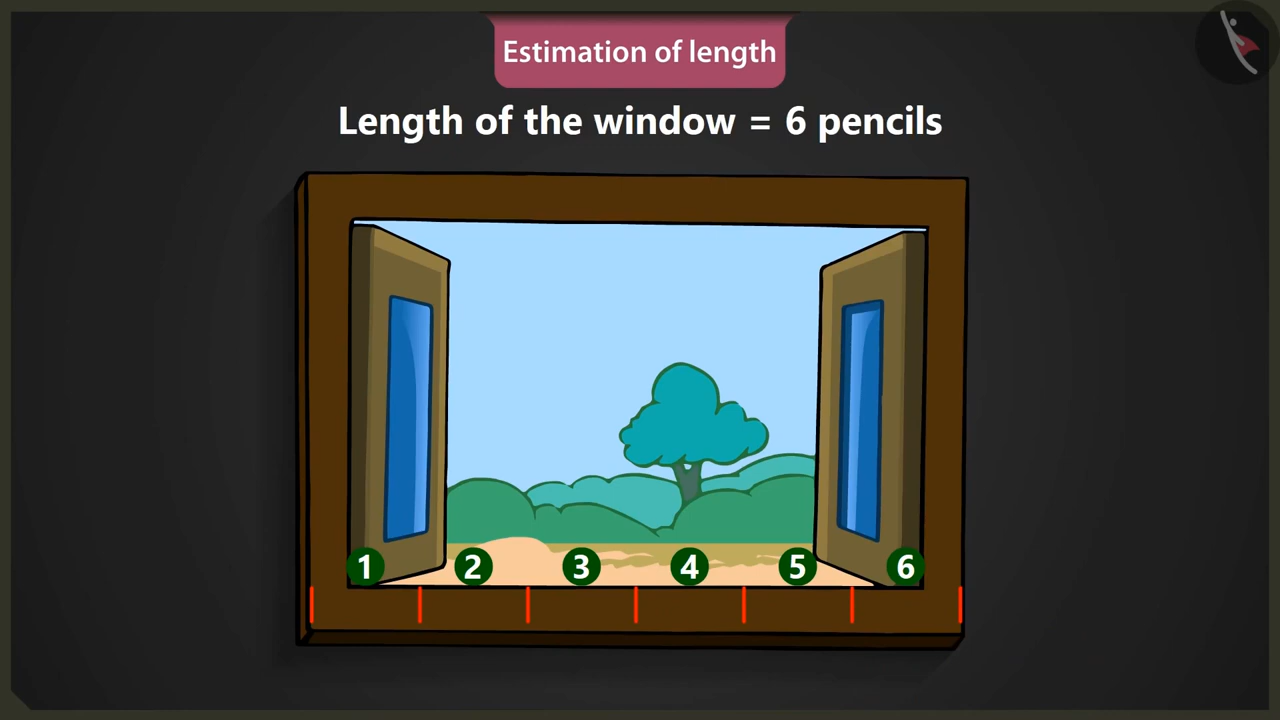 Estimation of length
Length of the window = 6 pencils
1 2 3 4 5 6